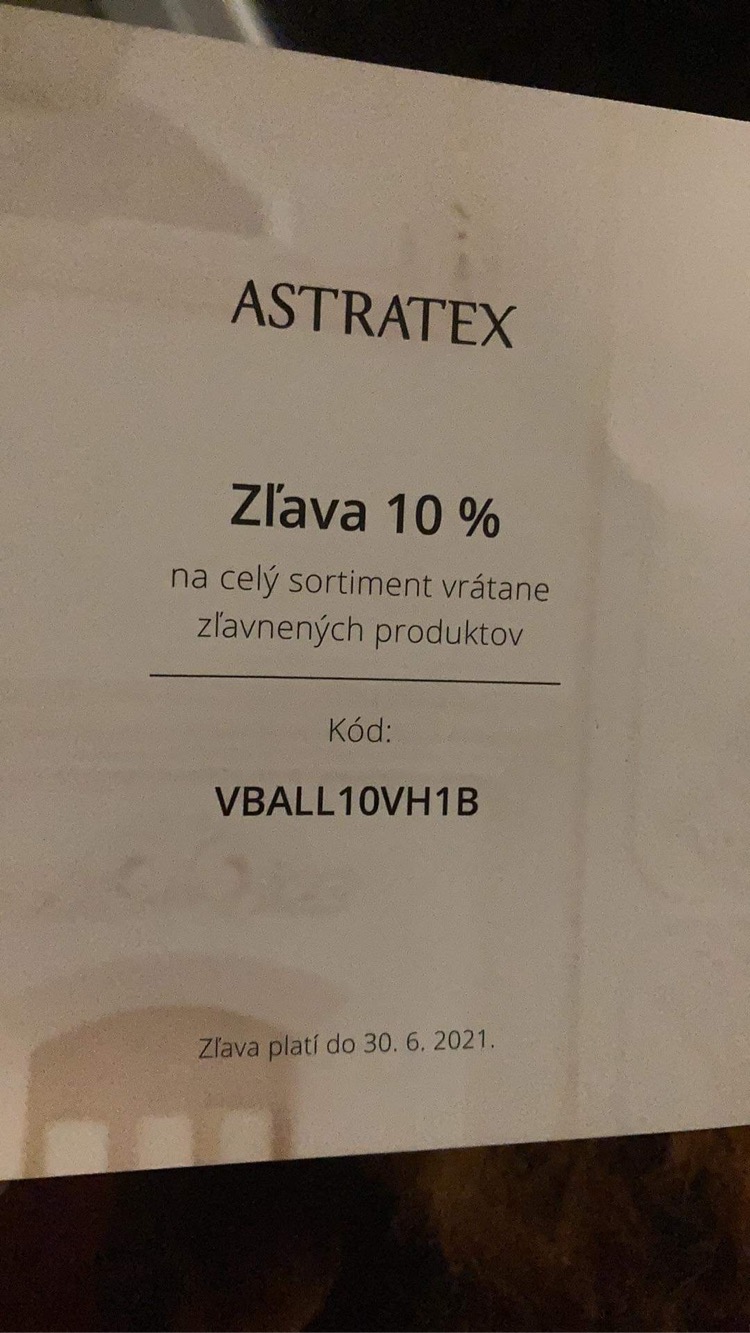 ASTRATEX
Zľava 10 %
na celý sortiment vrátane
zľavnených produktov
Kód:
VBALL10VH1B
Zľava platí do 30. 6. 2021.